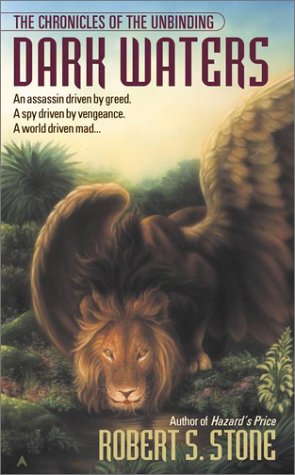 THE CHRONICLES OF THE UNBINDING
DARK WATERS
An assassin driven by greed.
A spy driven by vengeance.
A world driven mad...
Author of Hazard's Price
ROBERT S. STONE